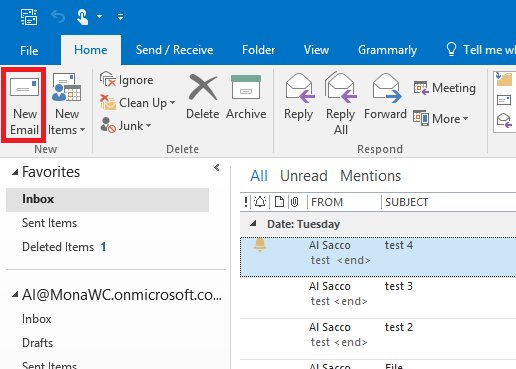 File Home Send / Receive Folder View Grammarly Tell me w
New Email
New Items
Ignore
Clean Up
Junk
Delete
Archive
Reply
Reply All
Forward
Meeting
More
New Delete Respond
Favorites
Inbox
Sent Items
Deleted Items 1
Al@MonaWC.onmicrosoft.co...
Inbox
Drafts
Sent Items
All Unread Mentions
! FROM SUBJECT
Date: Tuesday
Al Sacco test 4
test <end>
Al Sacco test 3
test <end>
Al Sacco test 2
test <end>
Al Sacco File